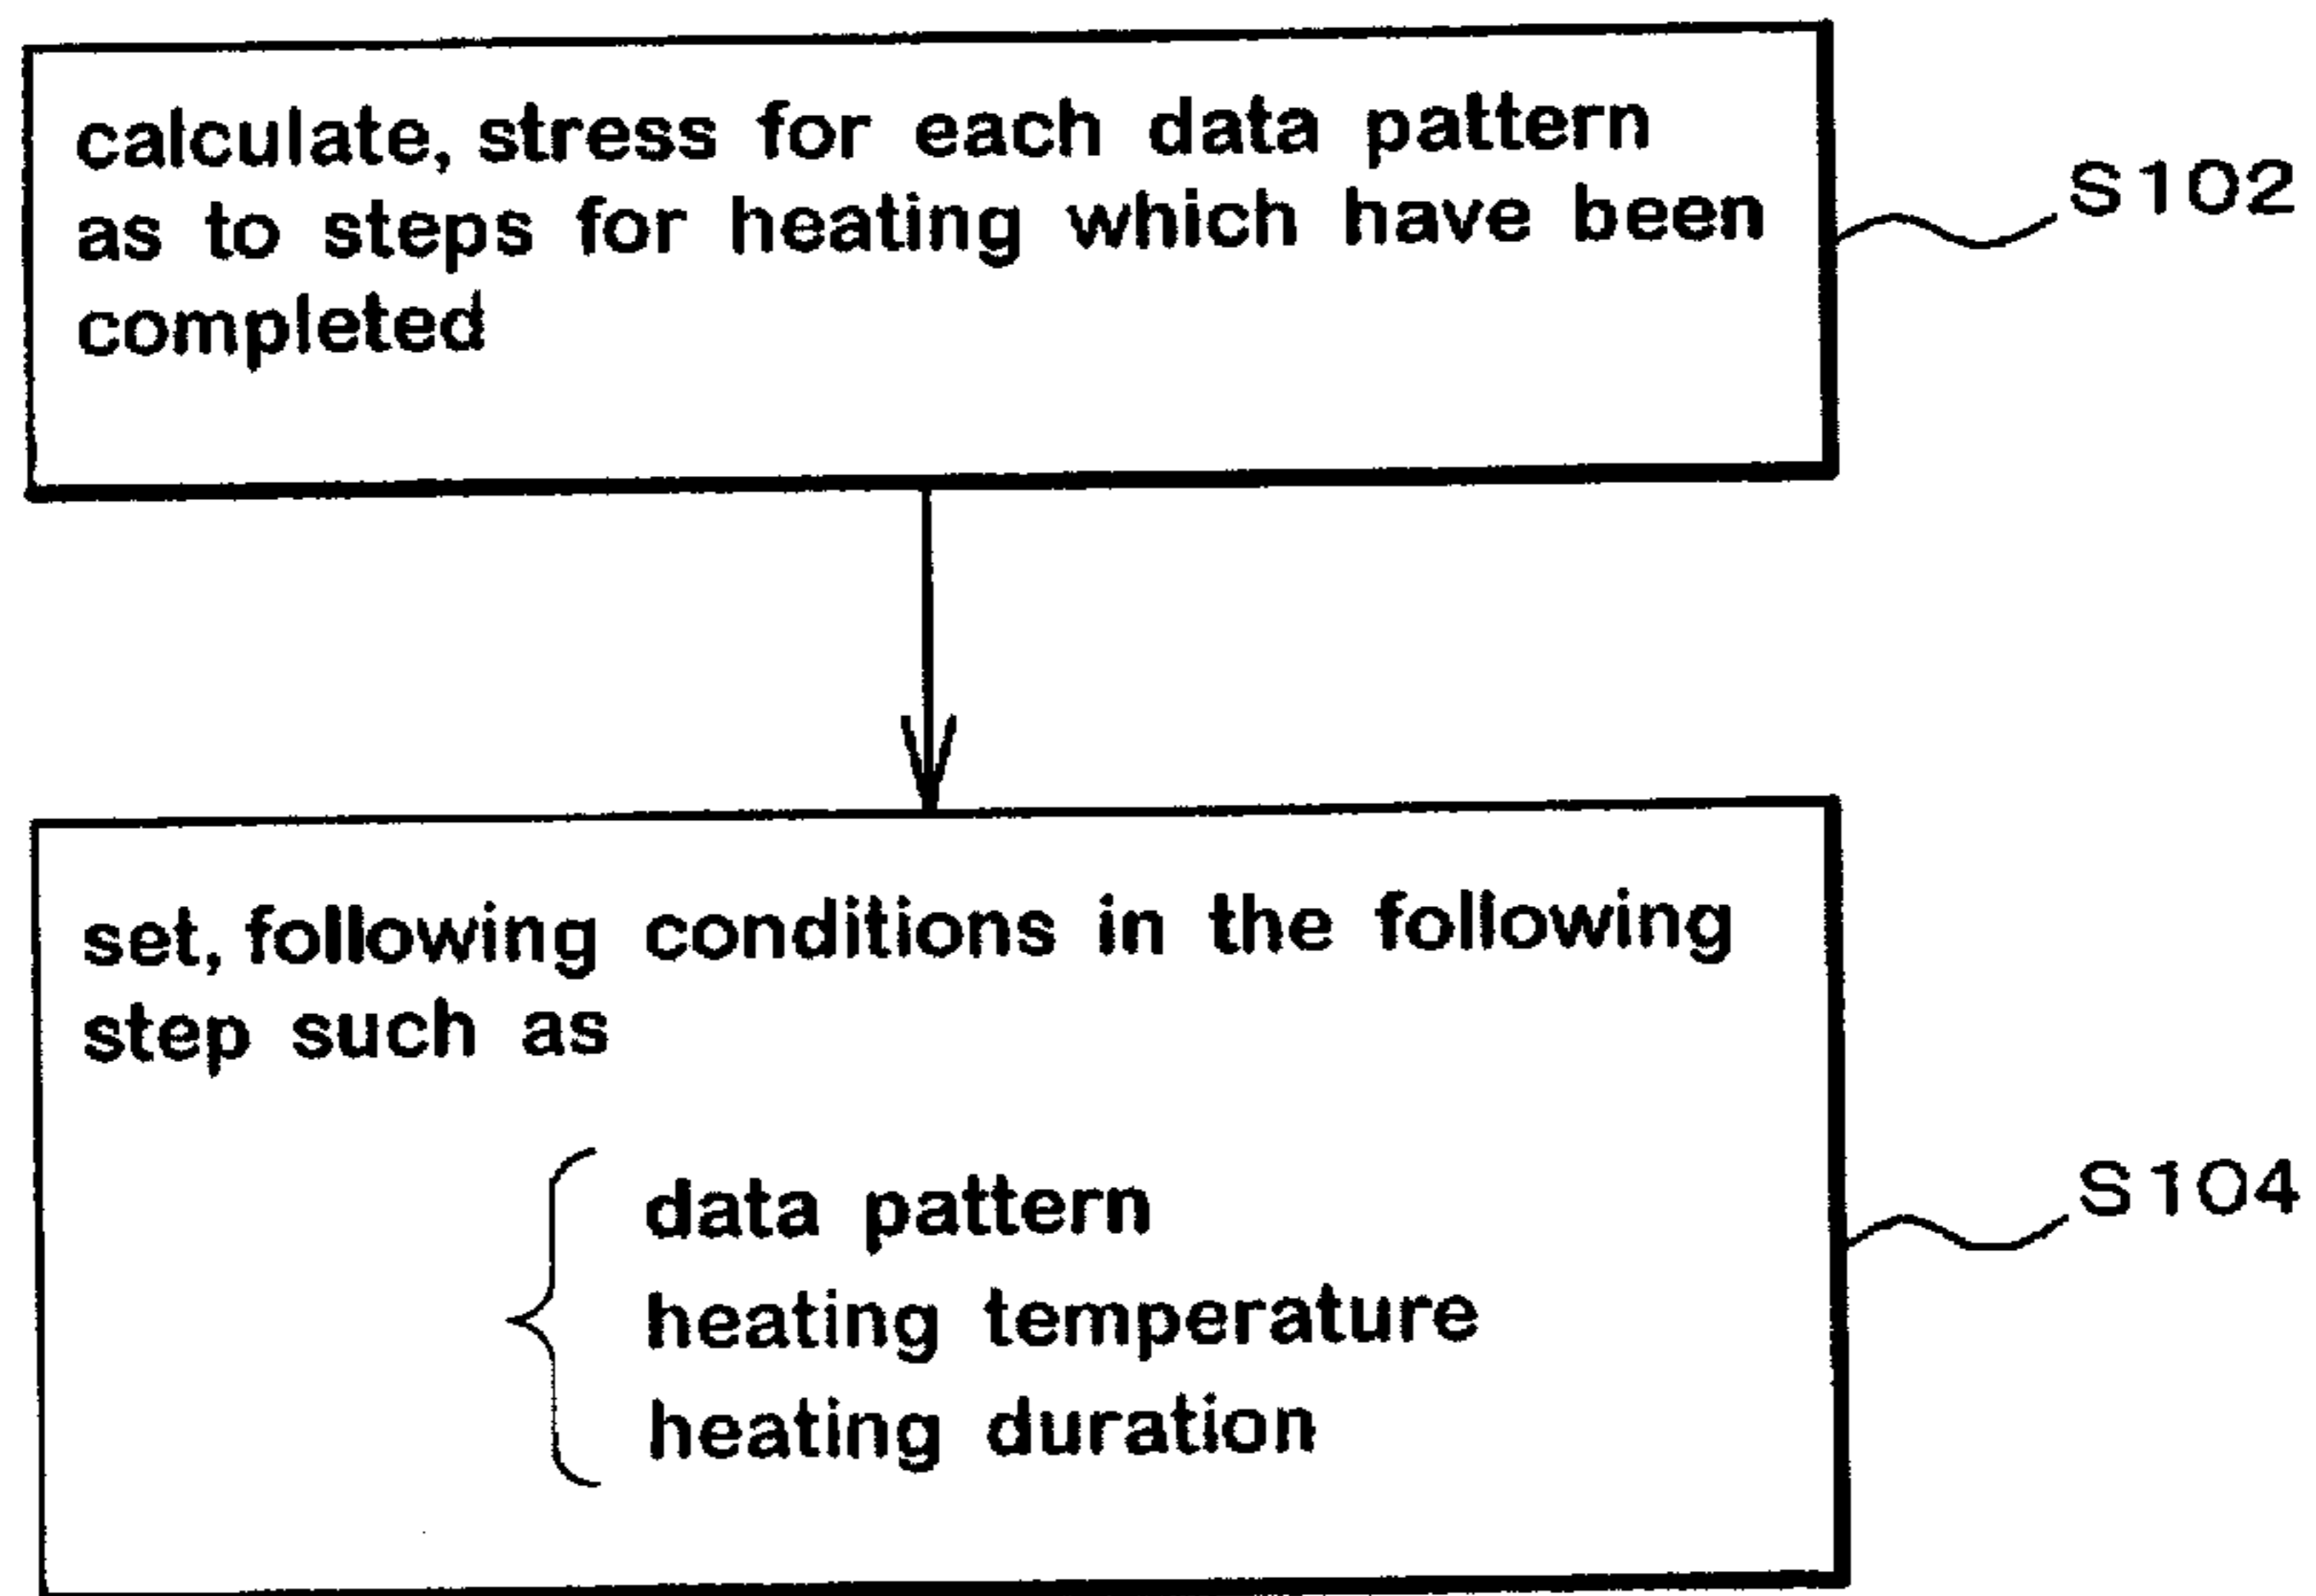 calculate, stress for each data pattern
as to steps for heating which have been
completed
S102
set, following conditions in the following
step such as
data pattern
heating temperature
heating duration
S104